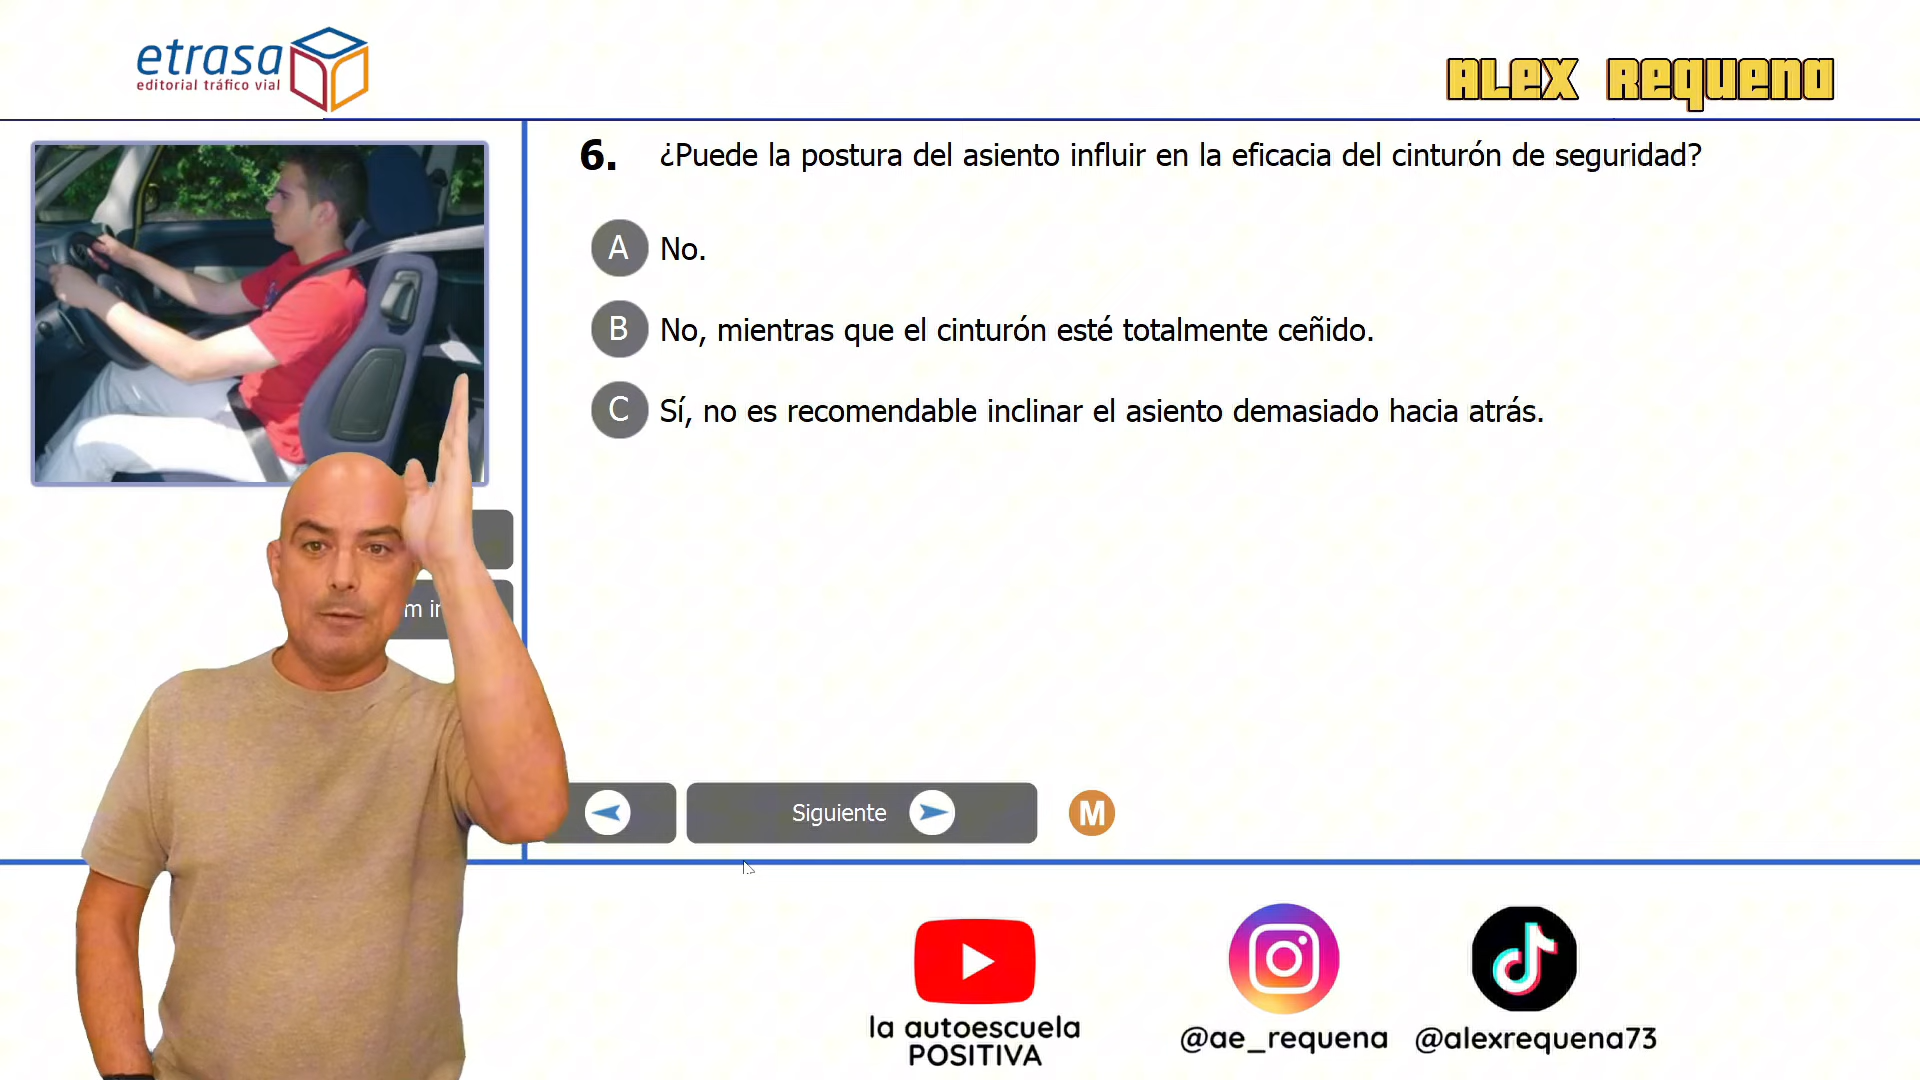 etrasa
editorial tráfico vial
ALEX REQUENA
6. ¿Puede la postura del asiento influir en la eficacia del cinturón de seguridad?
A No.
B No, mientras que el cinturón esté totalmente ceñido.
C Sí, no es recomendable inclinar el asiento demasiado hacia atrás.
Siguiente
M
la autoescuela
POSITIVA
@ae_requena
@alexrequena73